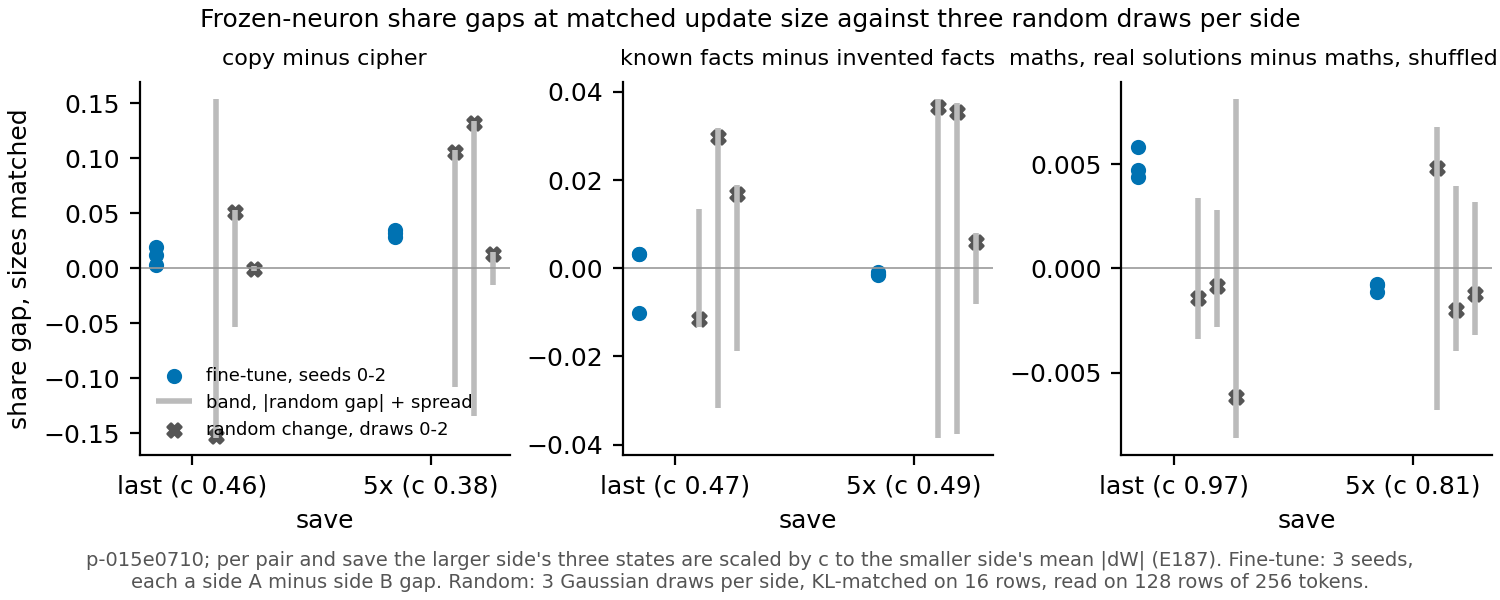 Frozen-neuron share gaps at matched update size against three random draws per side
copy minus cipher
known facts minus invented facts
maths, real solutions minus maths, shuffled
share gap, sizes matched
0.15
0.10
0.05
0.00
−0.05
−0.10
−0.15
fine-tune, seeds 0-2
band, |random gap| + spread
random change, draws 0-2
last (c 0.46)
5x (c 0.38)
save
0.04
0.02
0.00
−0.02
−0.04
last (c 0.47)
5x (c 0.49)
save
0.005
0.000
−0.005
last (c 0.97)
5x (c 0.81)
save
p-015e0710; per pair and save the larger side's three states are scaled by c to the smaller side's mean |dW| (E187). Fine-tune: 3 seeds,
each a side A minus side B gap. Random: 3 Gaussian draws per side, KL-matched on 16 rows, read on 128 rows of 256 tokens.